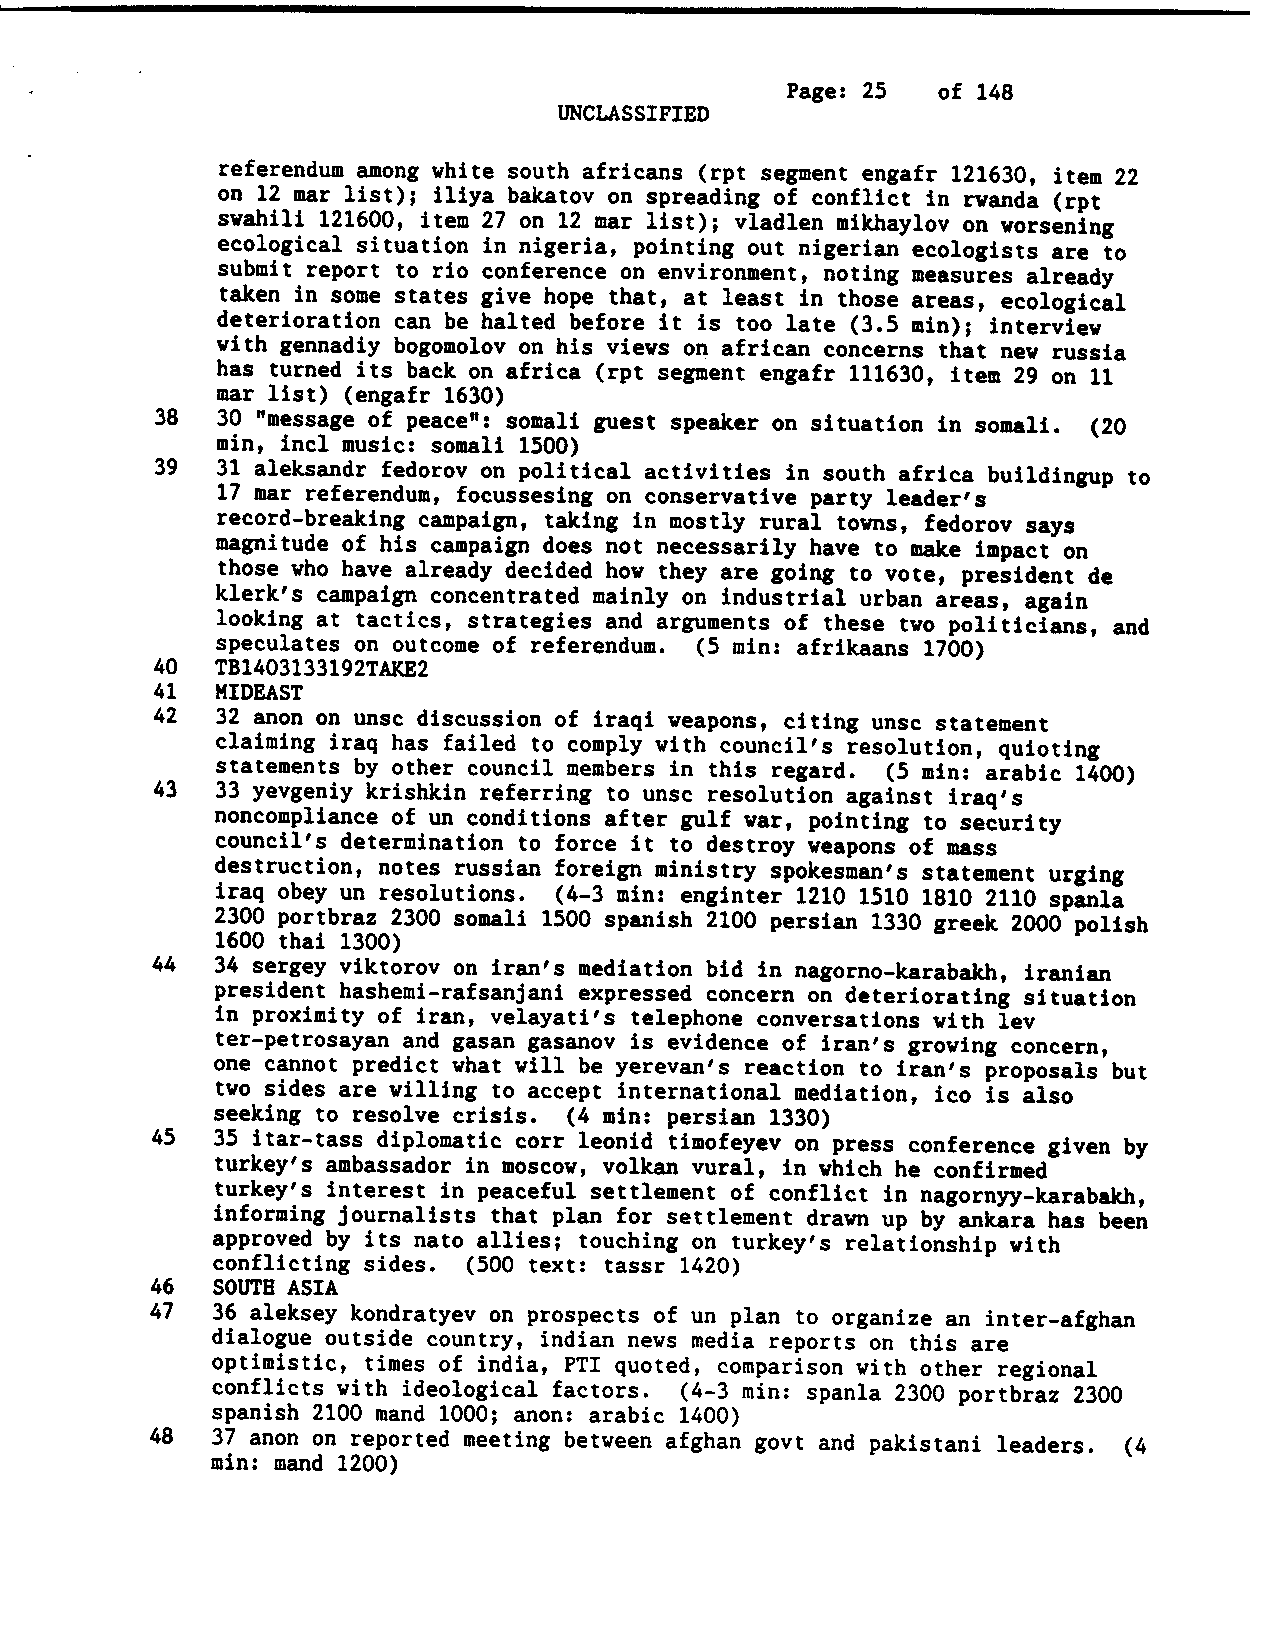 Page: 25 of 148
UNCLASSIFIED
referendum among white south africans (rpt segment engafr 121630, item 22
on 12 mar list); iliya bakatov on spreading of conflict in rwanda (rpt
swahili 121600, item 27 on 12 mar list); vladlen mikhaylov on worsening
ecological situation in nigeria, pointing out nigerian ecologists are to
submit report to rio conference on environment, noting measures already
taken in some states give hope that, at least in those areas, ecological
deterioration can be halted before it is too late (3.5 min); interview
with gennadiy bogomolov on his views on african concerns that new russia
has turned its back on africa (rpt segment engafr 111630, item 29 on 11
mar list) (engafr 1630)
38 30 "message of peace": somali guest speaker on situation in somali. (20
min, incl music: somali 1500)
39 31 aleksandr fedorov on political activities in south africa buildingup to
17 mar referendum, focussesing on conservative party leader's
record-breaking campaign, taking in mostly rural towns, fedorov says
magnitude of his campaign does not necessarily have to make impact on
those who have already decided how they are going to vote, president de
klerk's campaign concentrated mainly on industrial urban areas, again
looking at tactics, strategies and arguments of these two politicians, and
speculates on outcome of referendum. (5 min: afrikaans 1700)
40 TB1403133192TAKE2
41 MIDEAST
42 32 anon on unsc discussion of iraqi weapons, citing unsc statement
claiming iraq has failed to comply with council's resolution, quioting
statements by other council members in this regard. (5 min: arabic 1400)
43 33 yevgeniy krishkin referring to unsc resolution against iraq's
noncompliance of un conditions after gulf war, pointing to security
council's determination to force it to destroy weapons of mass
destruction, notes russian foreign ministry spokesman's statement urging
iraq obey un resolutions. (4-3 min: enginter 1210 1510 1810 2110 spanla
2300 portbraz 2300 somali 1500 spanish 2100 persian 1330 greek 2000 polish
1600 thai 1300)
44 34 sergey viktorov on iran's mediation bid in nagorno-karabakh, iranian
president hashemi-rafsanjani expressed concern on deteriorating situation
in proximity of iran, velayati's telephone conversations with lev
ter-petrosayan and gasan gasanov is evidence of iran's growing concern,
one cannot predict what will be yerevan's reaction to iran's proposals but
two sides are willing to accept international mediation, ico is also
seeking to resolve crisis. (4 min: persian 1330)
45 35 itar-tass diplomatic corr leonid timofeyev on press conference given by
turkey's ambassador in moscow, volkan vural, in which he confirmed
turkey's interest in peaceful settlement of conflict in nagornyy-karabakh,
informing journalists that plan for settlement drawn up by ankara has been
approved by its nato allies; touching on turkey's relationship with
conflicting sides. (500 text: tassr 1420)
46 SOUTH ASIA
47 36 aleksey kondratyev on prospects of un plan to organize an inter-afghan
dialogue outside country, indian news media reports on this are
optimistic, times of india, PTI quoted, comparison with other regional
conflicts with ideological factors. (4-3 min: spanla 2300 portbraz 2300
spanish 2100 mand 1000; anon: arabic 1400)
48 37 anon on reported meeting between afghan govt and pakistani leaders. (4
min: mand 1200)